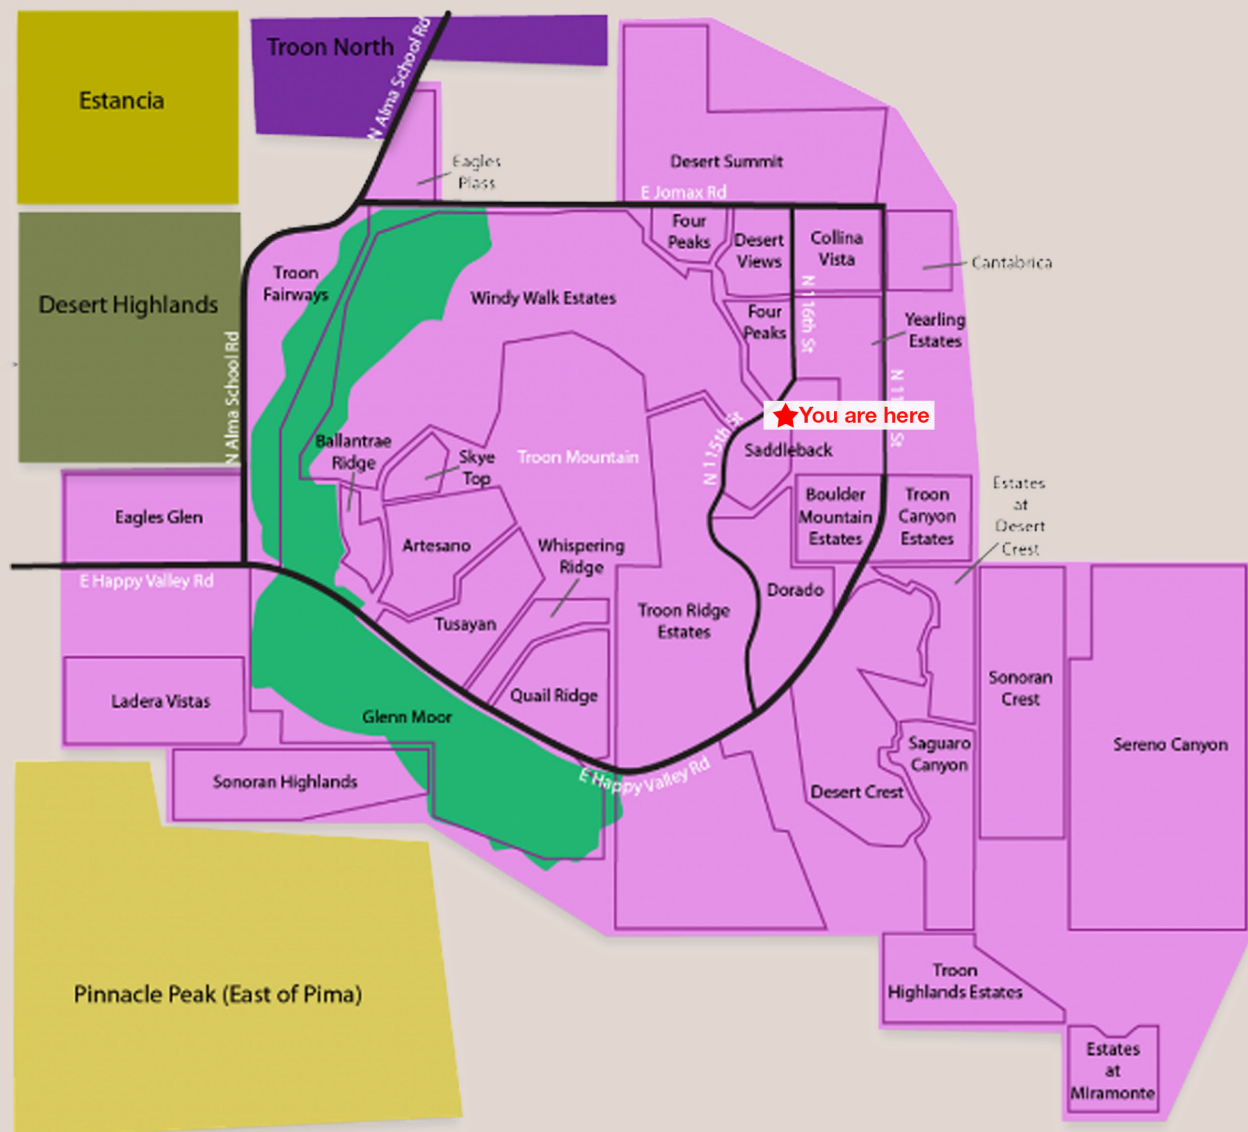 Troon North
N Alma School Rd
Estancia
Eagles
Plass
Desert Summit
E Jomax Rd
Four
Peaks
Desert
Views
Collina
Vista
Cantabrica
Troon
Fairways
Windy Walk Estates
Desert Highlands
N 116th St
Four
Peaks
Yearling
Estates
N Alma School Rd
You are here
N 115th St
Ballantrae
Ridge
Skye
Top
Troon Mountain
Saddleback
Boulder
Mountain
Estates
Troon
Canyon
Estates
Estates
at
Desert
Crest
Eagles Glen
Artesano
Whispering
Ridge
E Happy Valley Rd
Dorado
Troon Ridge
Estates
Tusayan
Quail Ridge
Sonoran
Crest
Ladera Vistas
Glenn Moor
Saguaro
Canyon
Sereno Canyon
E Happy Valley Rd
Sonoran Highlands
Desert Crest
Pinnacle Peak (East of Pima)
Troon
Highlands Estates
Estates
at
Miramonte